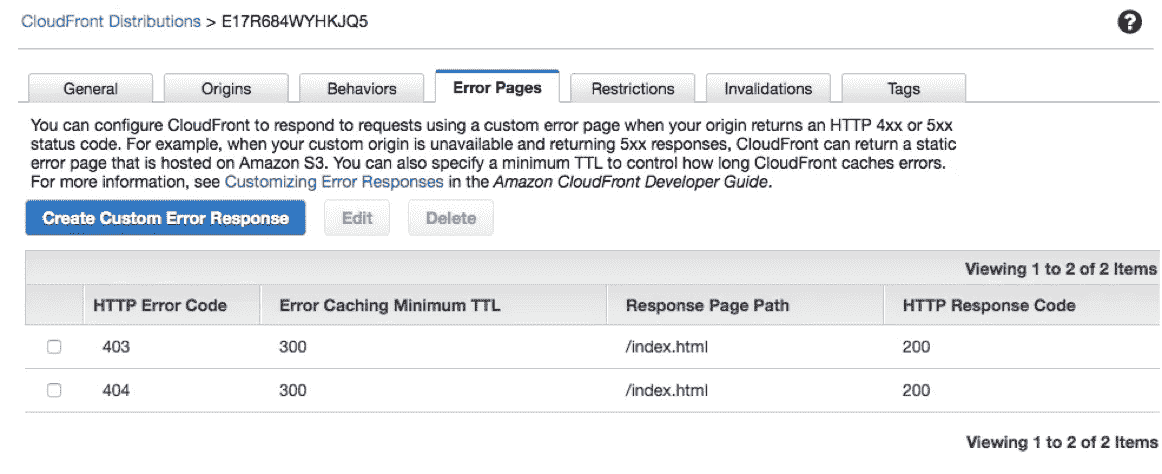 CloudFront Distributions > E17R684WYHKJQ5 ?
General Origins Behaviors Error Pages Restrictions Invalidations Tags
You can configure CloudFront to respond to requests using a custom error page when your origin returns an HTTP 4xx or 5xx
status code. For example, when your custom origin is unavailable and returning 5xx responses, CloudFront can return a static
error page that is hosted on Amazon S3. You can also specify a minimum TTL to control how long CloudFront caches errors.
For more information, see Customizing Error Responses in the Amazon CloudFront Developer Guide.
Create Custom Error Response Edit Delete
Viewing 1 to 2 of 2 Items
HTTP Error Code Error Caching Minimum TTL Response Page Path HTTP Response Code
403 300 /index.html 200
404 300 /index.html 200
Viewing 1 to 2 of 2 Items